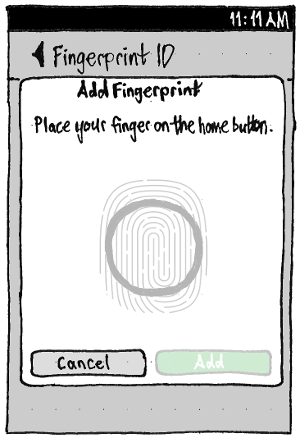 11:11 AM
Fingerprint ID
Add Fingerprint
Place your finger on the home button.
Cancel
Add